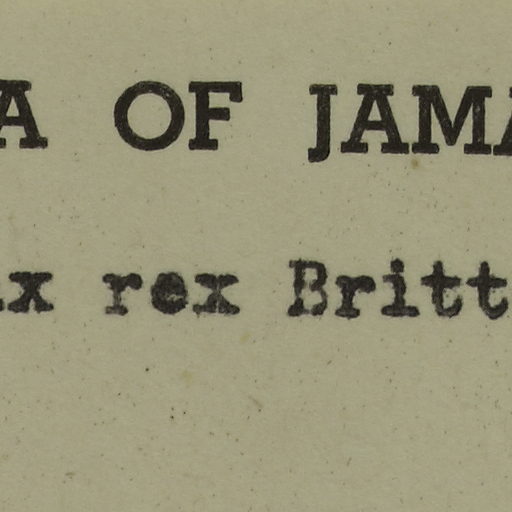 A OF JAMA
x rex Britt